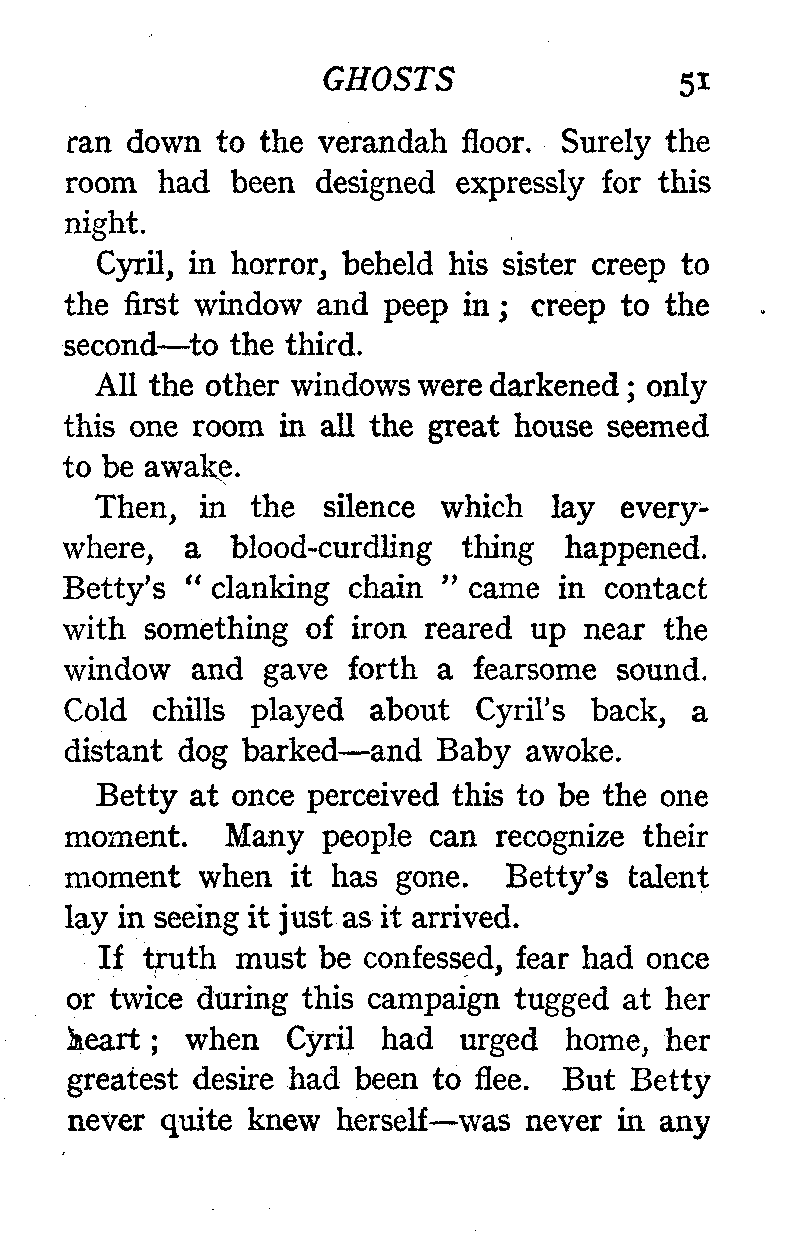 GHOSTS 51
ran down to the verandah floor. Surely the
room had been designed expressly for this
night.
Cyril, in horror, beheld his sister creep to
the first window and peep in ; creep to the
second—to the third.
All the other windows were darkened ; only
this one room in all the great house seemed
to be awake.
Then, in the silence which lay every-
where, a blood-curdling thing happened.
Betty's “ clanking chain ” came in contact
with something of iron reared up near the
window and gave forth a fearsome sound.
Cold chills played about Cyril's back, a
distant dog barked—and Baby awoke.
Betty at once perceived this to be the one
moment. Many people can recognize their
moment when it has gone. Betty's talent
lay in seeing it just as it arrived.
If truth must be confessed, fear had once
or twice during this campaign tugged at her
heart ; when Cyril had urged home, her
greatest desire had been to flee. But Betty
never quite knew herself—was never in any